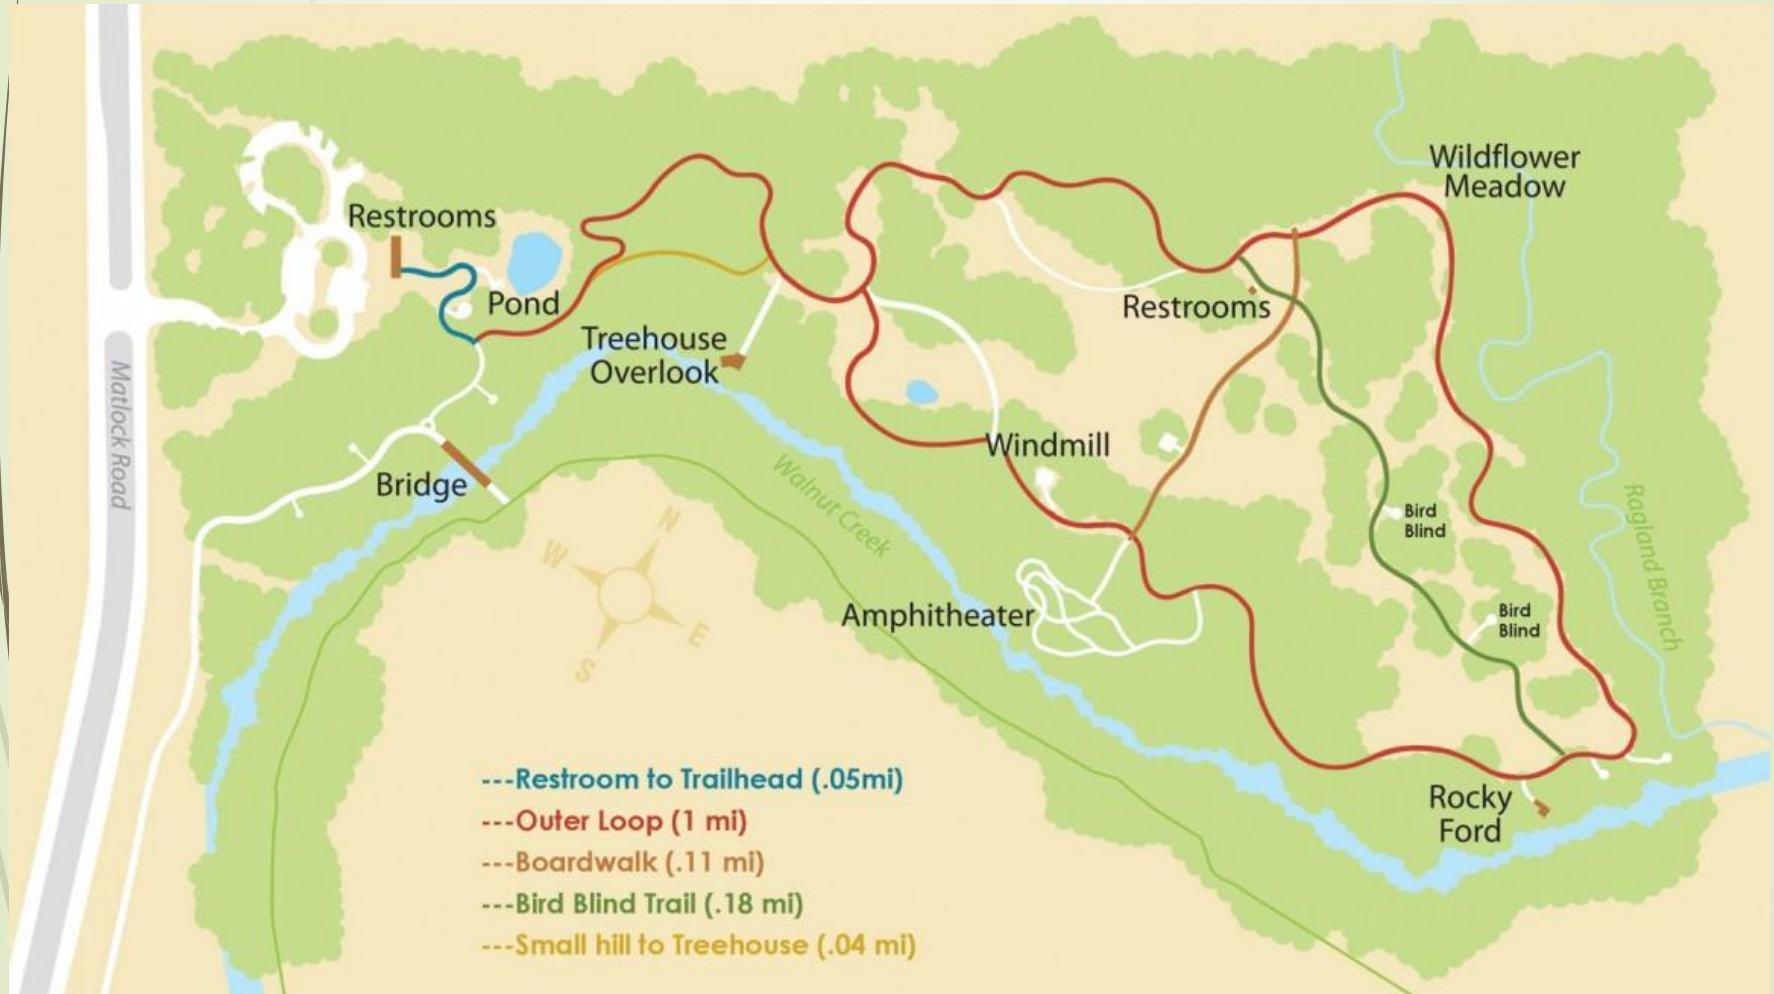 Wildflower
Meadow
Restrooms
Pond
Restrooms
Treehouse
Overlook
Matlock Road
Windmill
Bridge
Walnut Creek
Bird
Blind
Ragland Branch
N
W
E
S
Amphitheater
Bird
Blind
---Restroom to Trailhead (.05mi)
---Outer Loop (1 mi)
---Boardwalk (.11 mi)
---Bird Blind Trail (.18 mi)
---Small hill to Treehouse (.04 mi)
Rocky
Ford